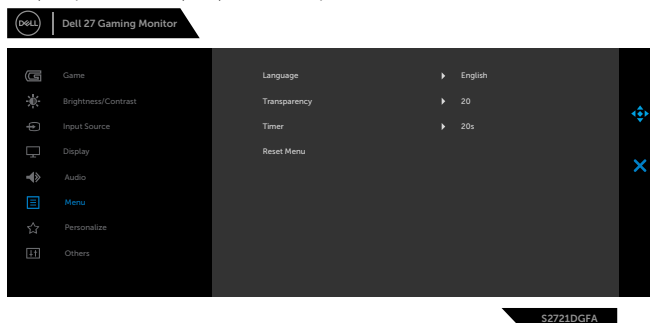 DELL Dell 27 Gaming Monitor
Game
Language English
Brightness/Contrast
Transparency 20
Input Source
Timer 20s
Display
Reset Menu
Audio
Menu
Personalize
Others
S2721DGFA